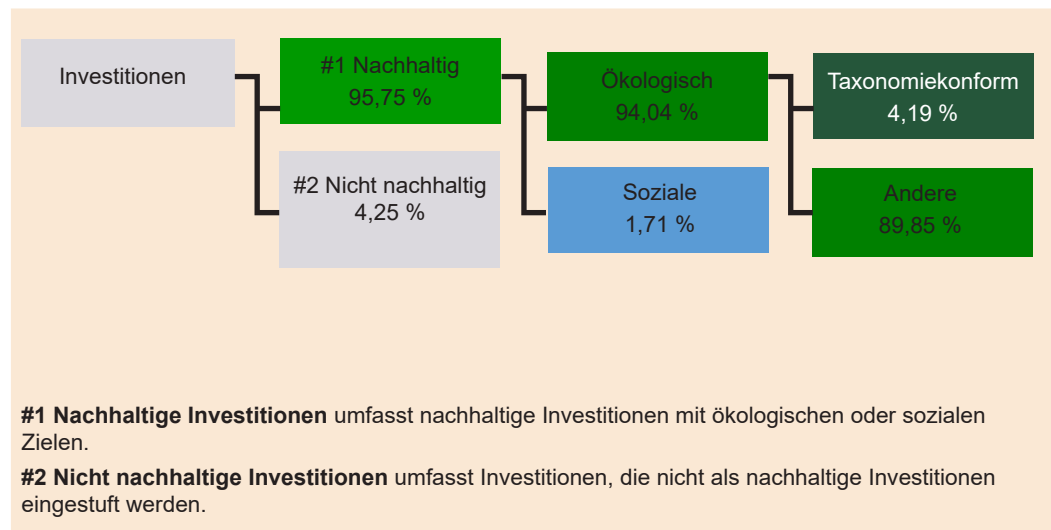 Investitionen
#1 Nachhaltig
95,75 %
#2 Nicht nachhaltig
4,25 %
Ökologisch
94,04 %
Soziale
1,71 %
Taxonomiekonform
4,19 %
Andere
89,85 %
#1 Nachhaltige Investitionen umfasst nachhaltige Investitionen mit ökologischen oder sozialen
Zielen.
#2 Nicht nachhaltige Investitionen umfasst Investitionen, die nicht als nachhaltige Investitionen
eingestuft werden.